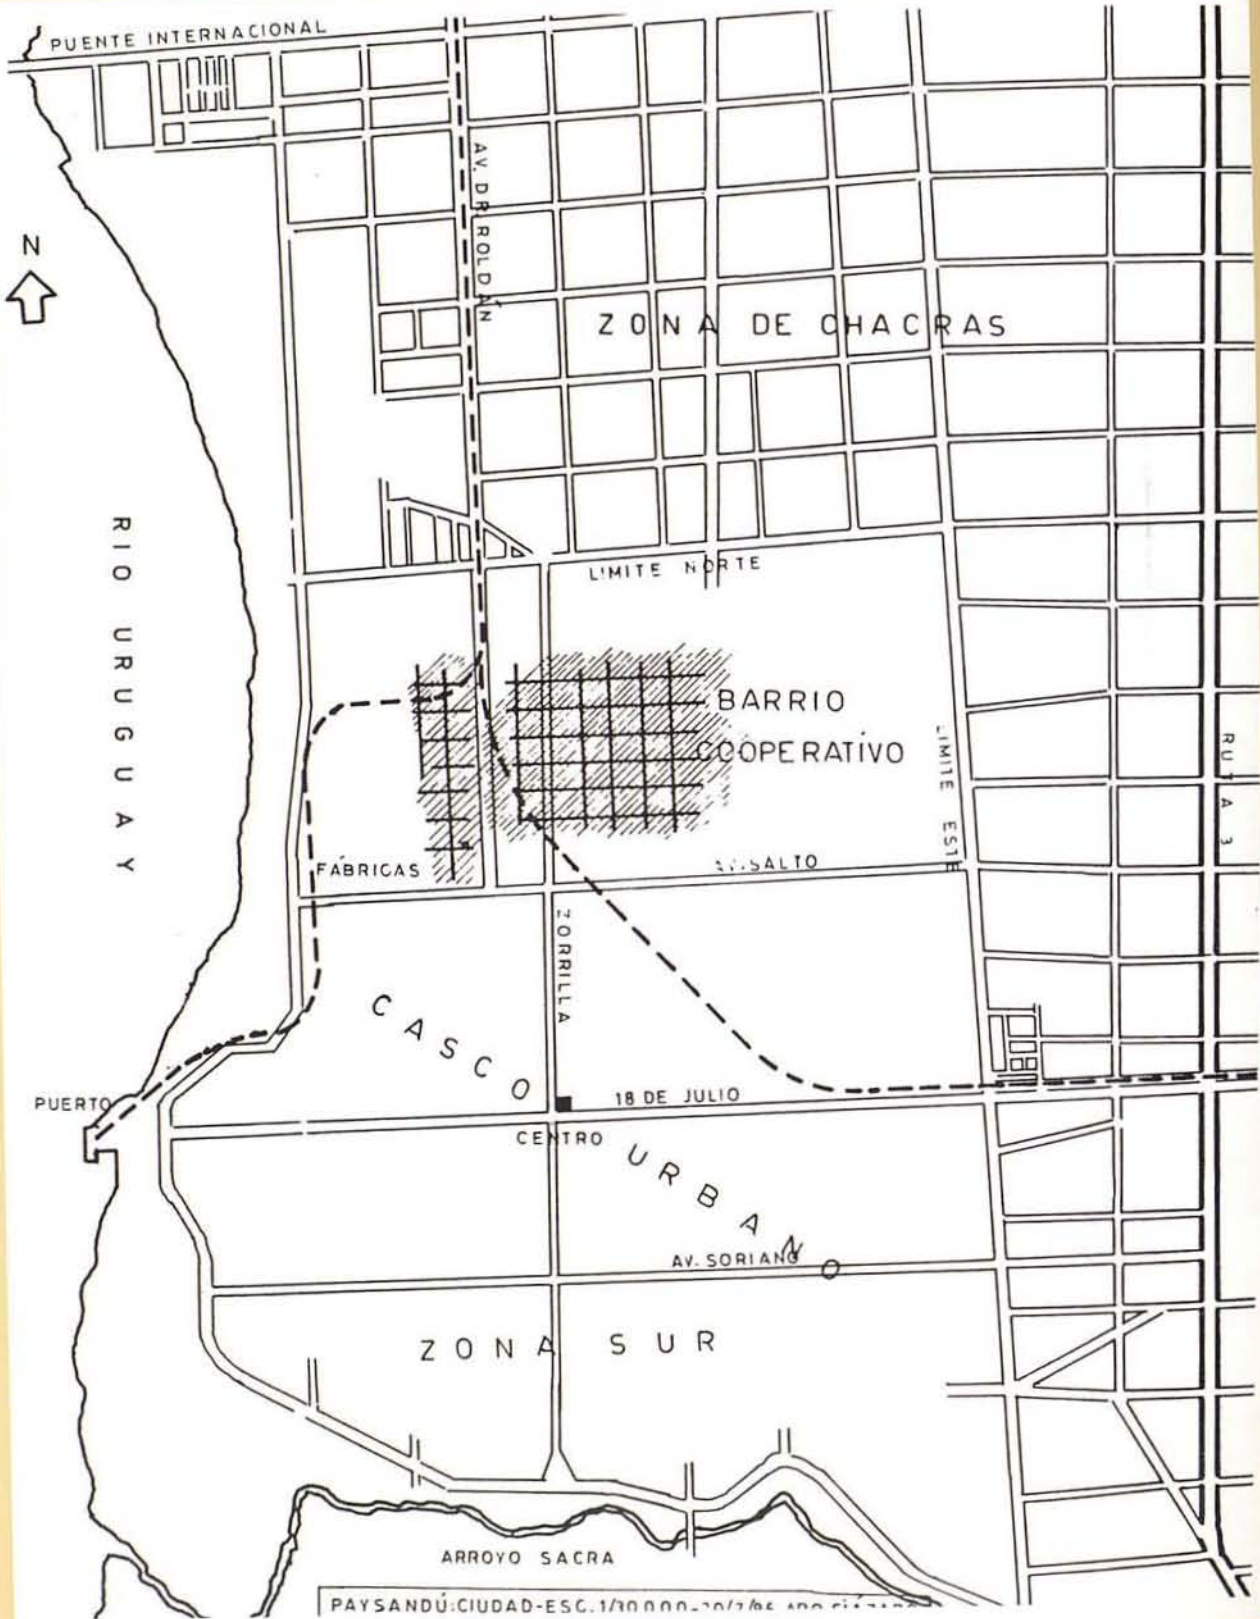 PUENTE INTERNACIONAL
N
AV. DR. ROLDÁN
ZONA DE CHACRAS
RIO URUGUAY
LIMITE NORTE
BARRIO
COOPERATIVO
LIMITE ESTE
RUTA 3
FÁBRICAS
AV. SALTO
ZORRILLA
CASCO
URBANO
PUERTO
18 DE JULIO
CENTRO
AV. SORIANO
ZONA SUR
ARROYO SACRA
PAYSANDÚ:CIUDAD-ESC.1/30000-